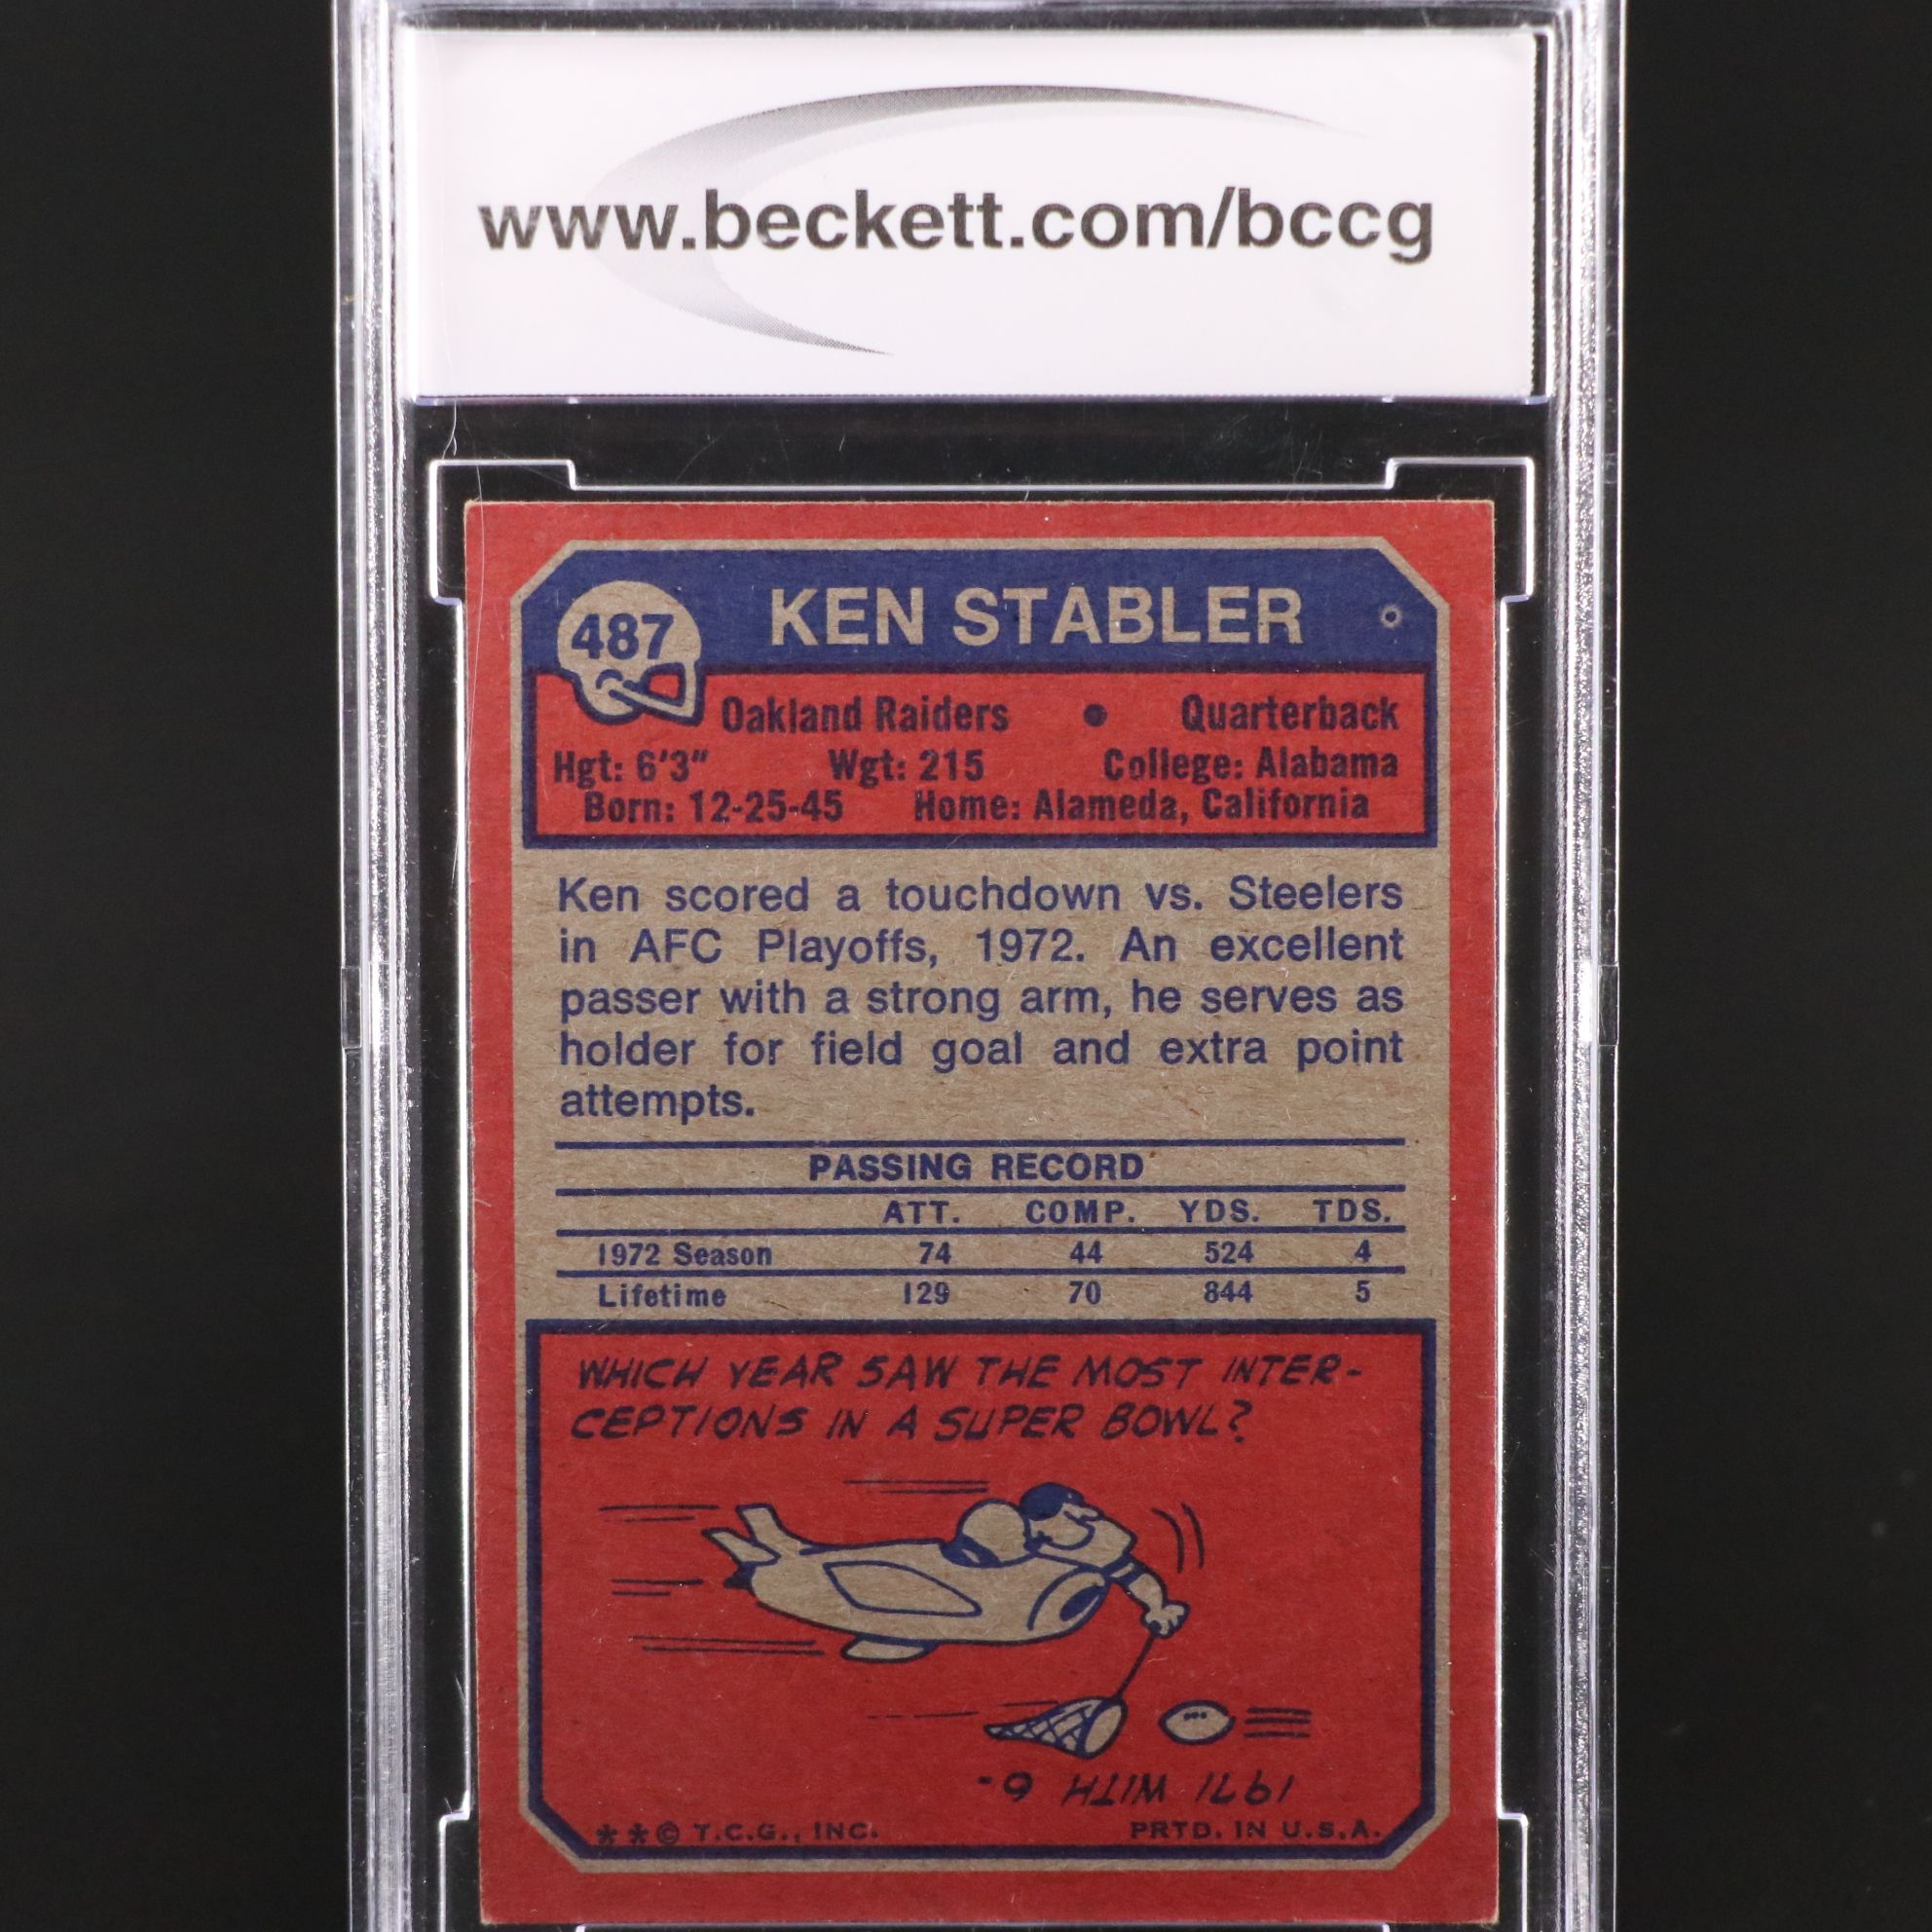 www.beckett.com/bccg
487 KEN STABLER
Oakland Raiders • Quarterback
Hgt: 6'3" Wgt: 215 College: Alabama
Born: 12-25-45 Home: Alameda, California
Ken scored a touchdown vs. Steelers
in AFC Playoffs, 1972. An excellent
passer with a strong arm, he serves as
holder for field goal and extra point
attempts.
PASSING RECORD
ATT. COMP. YDS. TDS.
1972 Season 74 44 524 4
Lifetime 129 70 844 5
WHICH YEAR SAW THE MOST INTER-
CEPTIONS IN A SUPER BOWL?
1971 WITH 6-
**© T.C.G., INC. PRTD. IN U.S.A.